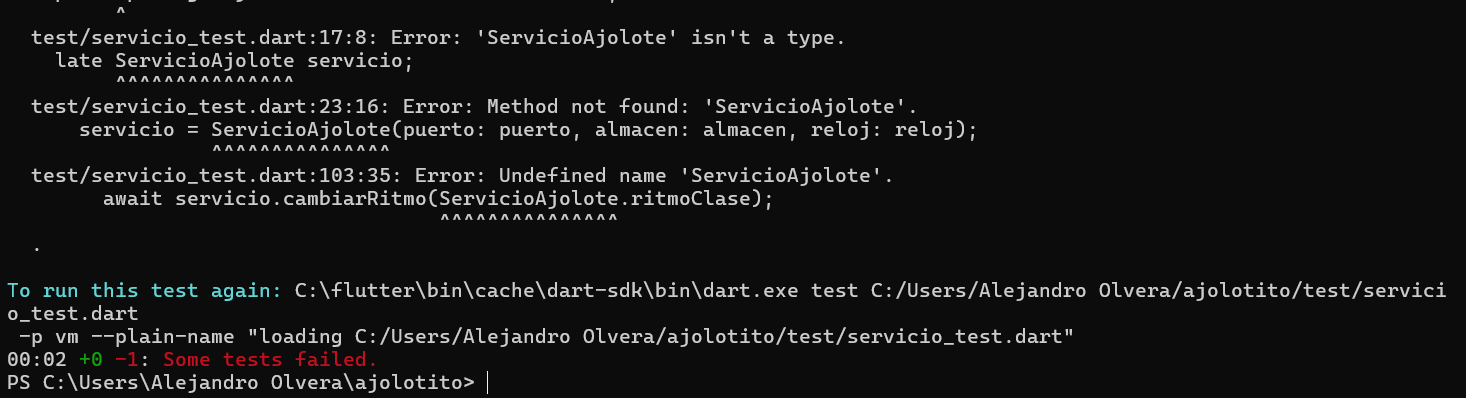 ^
test/servicio_test.dart:17:8: Error: 'ServicioAjolote' isn't a type.
late ServicioAjolote servicio;
^^^^^^^^^^^^^^^
test/servicio_test.dart:23:16: Error: Method not found: 'ServicioAjolote'.
servicio = ServicioAjolote(puerto: puerto, almacen: almacen, reloj: reloj);
^^^^^^^^^^^^^^^
test/servicio_test.dart:103:35: Error: Undefined name 'ServicioAjolote'.
await servicio.cambiarRitmo(ServicioAjolote.ritmoClase);
^^^^^^^^^^^^^^^
.
To run this test again: C:\flutter\bin\cache\dart-sdk\bin\dart.exe test C:/Users/Alejandro Olvera/ajolotito/test/servici
o_test.dart
-p vm --plain-name "loading C:/Users/Alejandro Olvera/ajolotito/test/servicio_test.dart"
00:02 +0 -1: Some tests failed.
PS C:\Users\Alejandro Olvera\ajolotito>